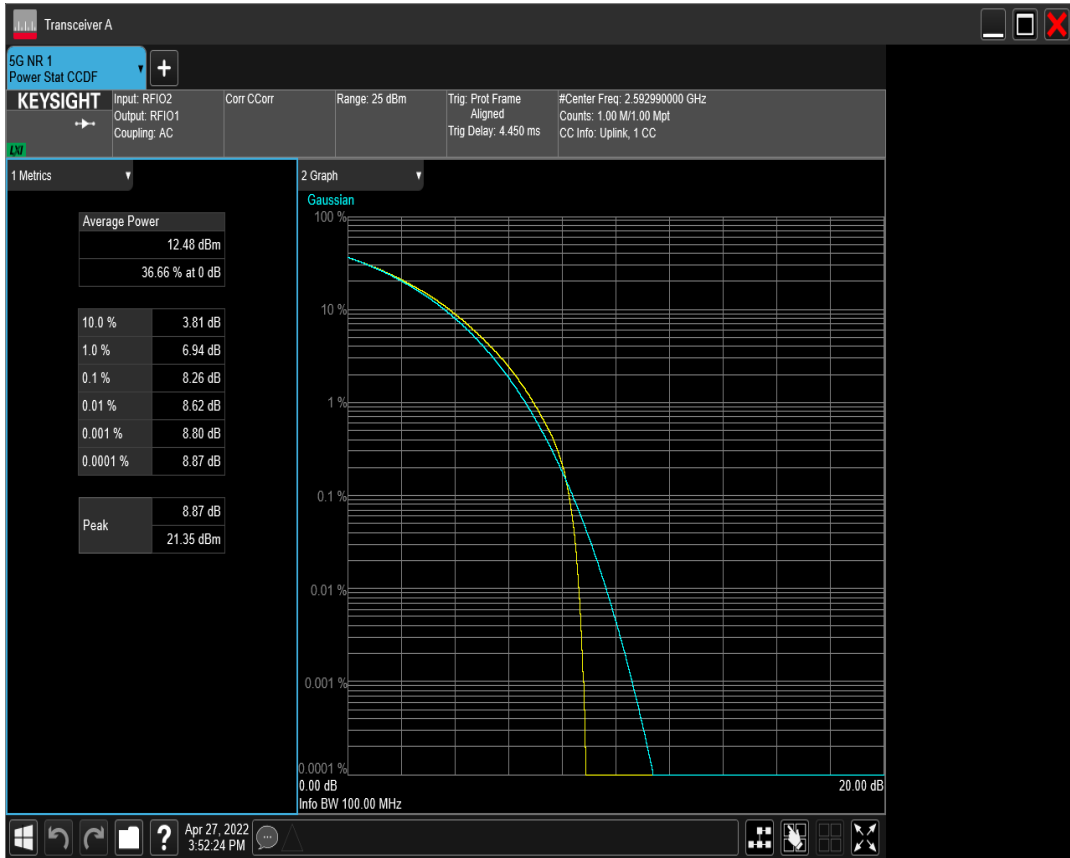 Transceiver A
5G NR 1
Power Stat CCDF
KEYSIGHT
LXI
Input: RFIO2
Output: RFIO1
Coupling: AC
Corr CCorr
Range: 25 dBm
Trig: Prot Frame
Aligned
Trig Delay: 4.450 ms
#Center Freq: 2.592990000 GHz
Counts: 1.00 M/1.00 Mpt
CC Info: Uplink, 1 CC
1 Metrics
Average Power
12.48 dBm
36.66 % at 0 dB
10.0 % 3.81 dB
1.0 % 6.94 dB
0.1 % 8.26 dB
0.01 % 8.62 dB
0.001 % 8.80 dB
0.0001 % 8.87 dB
Peak 8.87 dB
21.35 dBm
2 Graph
Gaussian
100 %
10 %
1 %
0.1 %
0.01 %
0.001 %
0.0001 %
0.00 dB 20.00 dB
Info BW 100.00 MHz
Apr 27, 2022
3:52:24 PM